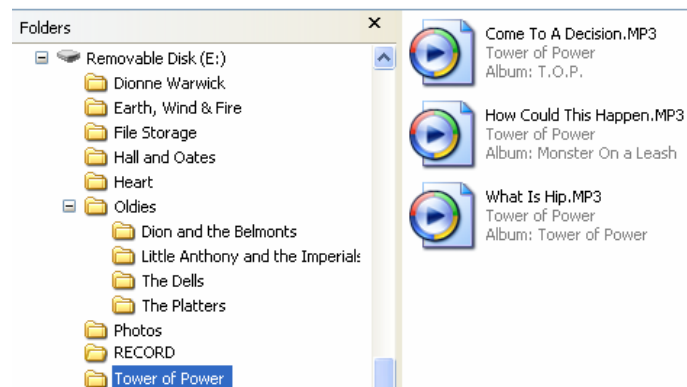 Folders
Removable Disk (E:)
Dionne Warwick
Earth, Wind & Fire
File Storage
Hall and Oates
Heart
Oldies
Dion and the Belmonts
Little Anthony and the Imperials
The Dells
The Platters
Photos
RECORD
Tower of Power
Come To A Decision.MP3
Tower of Power
Album: T.O.P.
How Could This Happen.MP3
Tower of Power
Album: Monster On a Leash
What Is Hip.MP3
Tower of Power
Album: Tower of Power